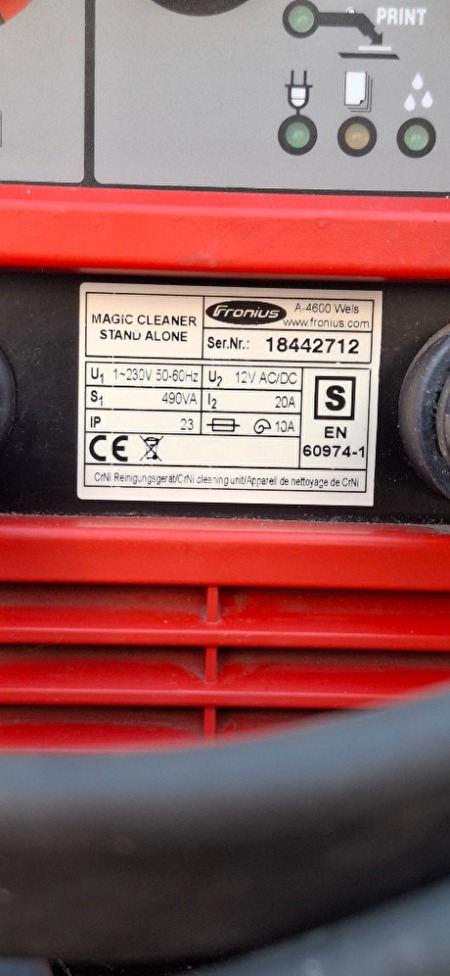 PRINT
MAGIC CLEANER
STAND ALONE
Fronius
A-4600 Wels
www.fronius.com
Ser.Nr.: 18442712
U1 1~230V 50-60Hz
U2 12V AC/DC
S1 490VA
I2 20A
IP 23
10A
S
EN
60974-1
CE
CrNi Reinigungsgerät/CrNi cleaning unit/Appareil de nettoyage de CrNi